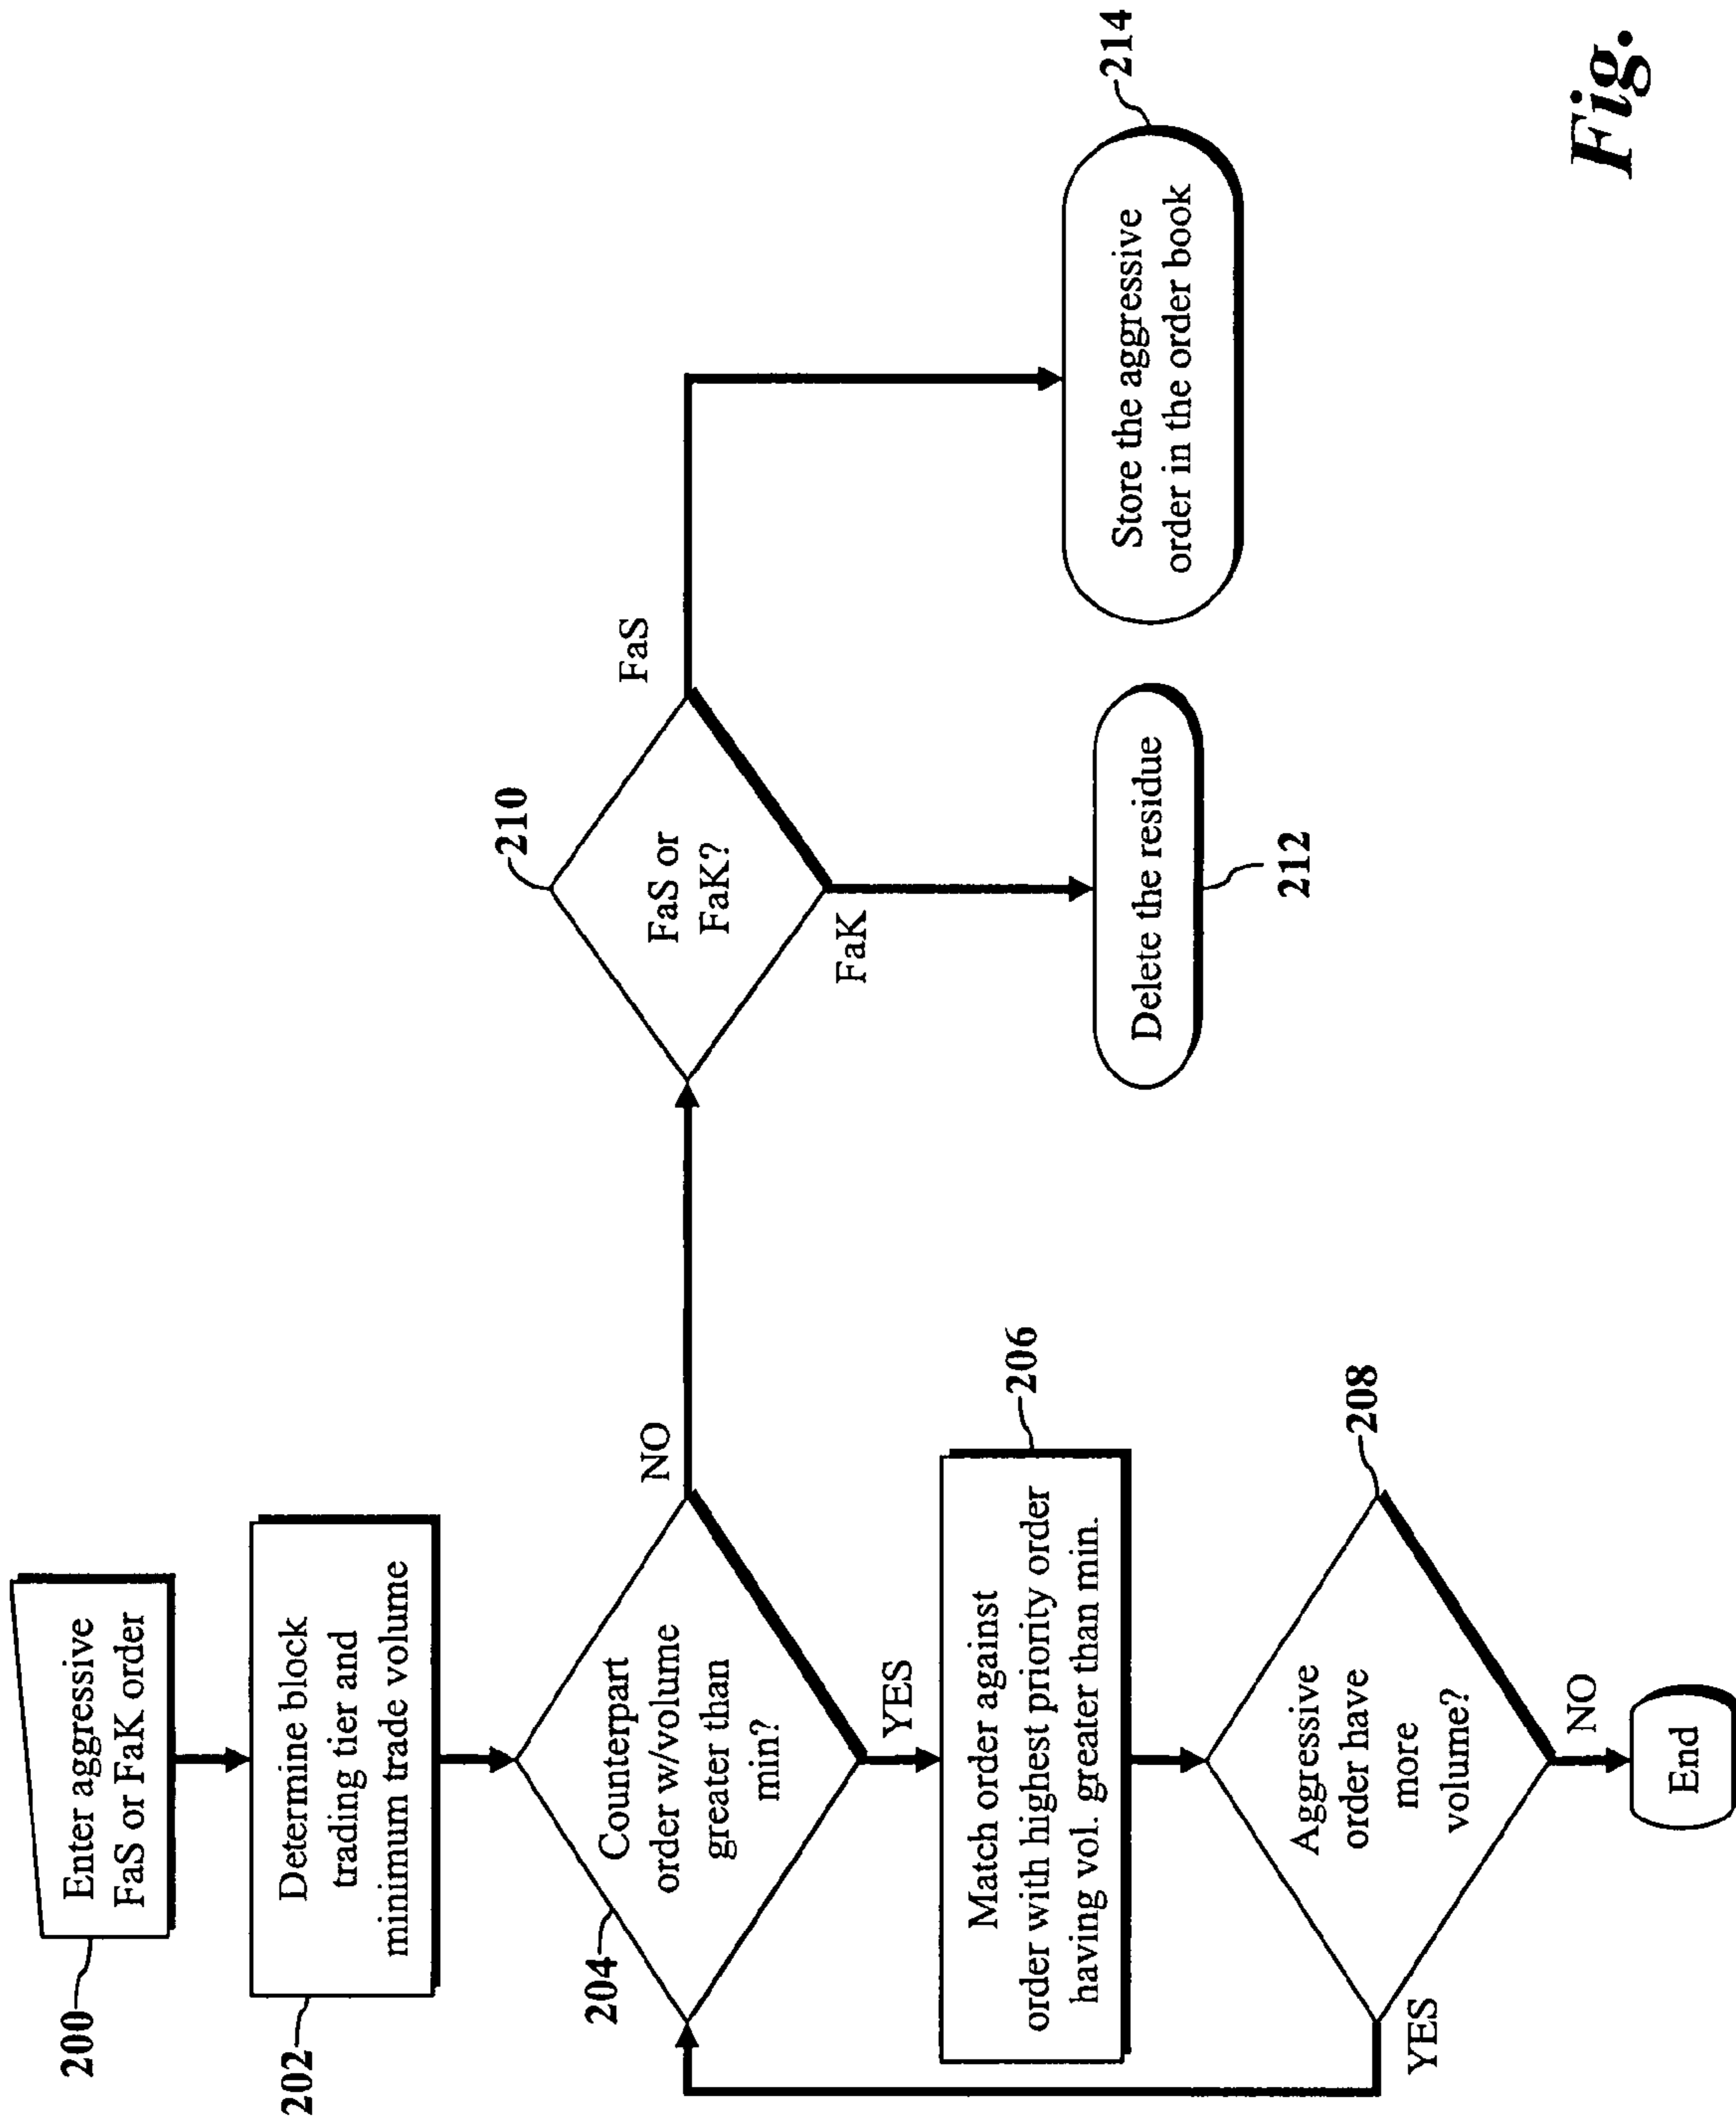 200
Enter aggressive
FaS or FaK order
202
Determine block
trading tier and
minimum trade volume
204
Counterpart
order w/volume
greater than
min?
NO
YES
206
Match order against
order with highest priority order
having vol. greater than min.
208
Aggressive
order have
more
volume?
YES
NO
End
210
FaS or
FaK?
FaS
FaK
Delete the residue
212
214
Store the aggressive
order in the order book
Fig.